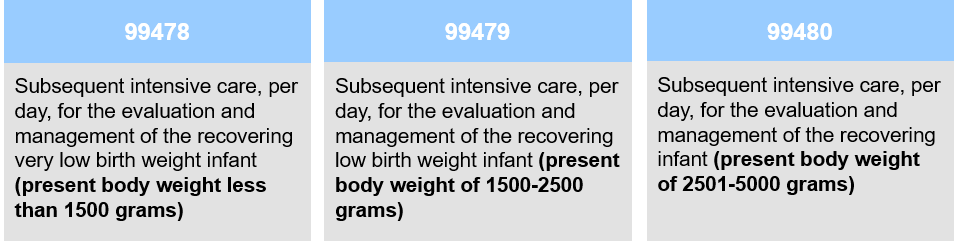 99478
Subsequent intensive care, per
day, for the evaluation and
management of the recovering
very low birth weight infant
(present body weight less
than 1500 grams)
99479
Subsequent intensive care, per
day, for the evaluation and
management of the recovering
low birth weight infant (present
body weight of 1500-2500
grams)
99480
Subsequent intensive care, per
day, for the evaluation and
management of the recovering
infant (present body weight
of 2501-5000 grams)